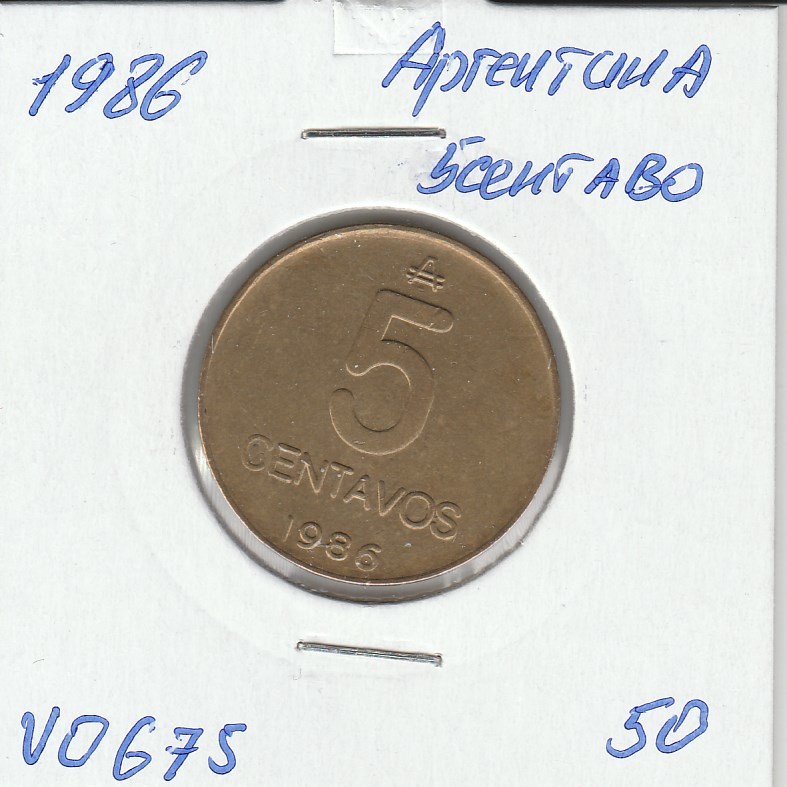 1986 Аргентина
5сентаво
₳
5
CENTAVOS
1986
VO675 50